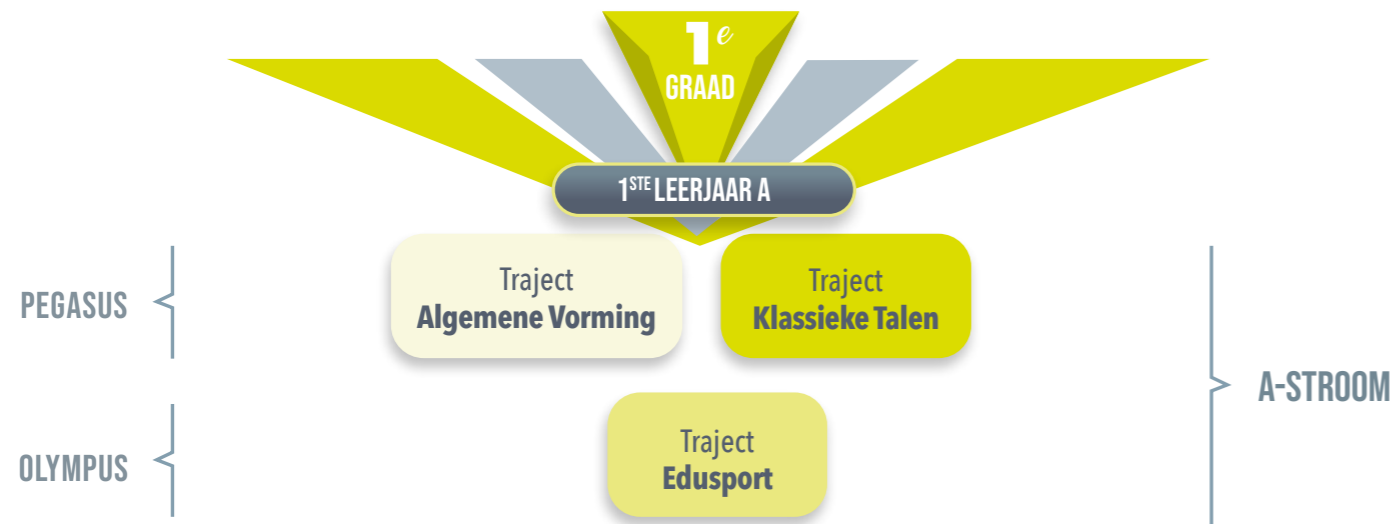 1e
GRAAD
1STE LEERJAAR A
PEGASUS
Traject
Algemene Vorming
Traject
Klassieke Talen
A-STROOM
OLYMPUS
Traject
Edusport